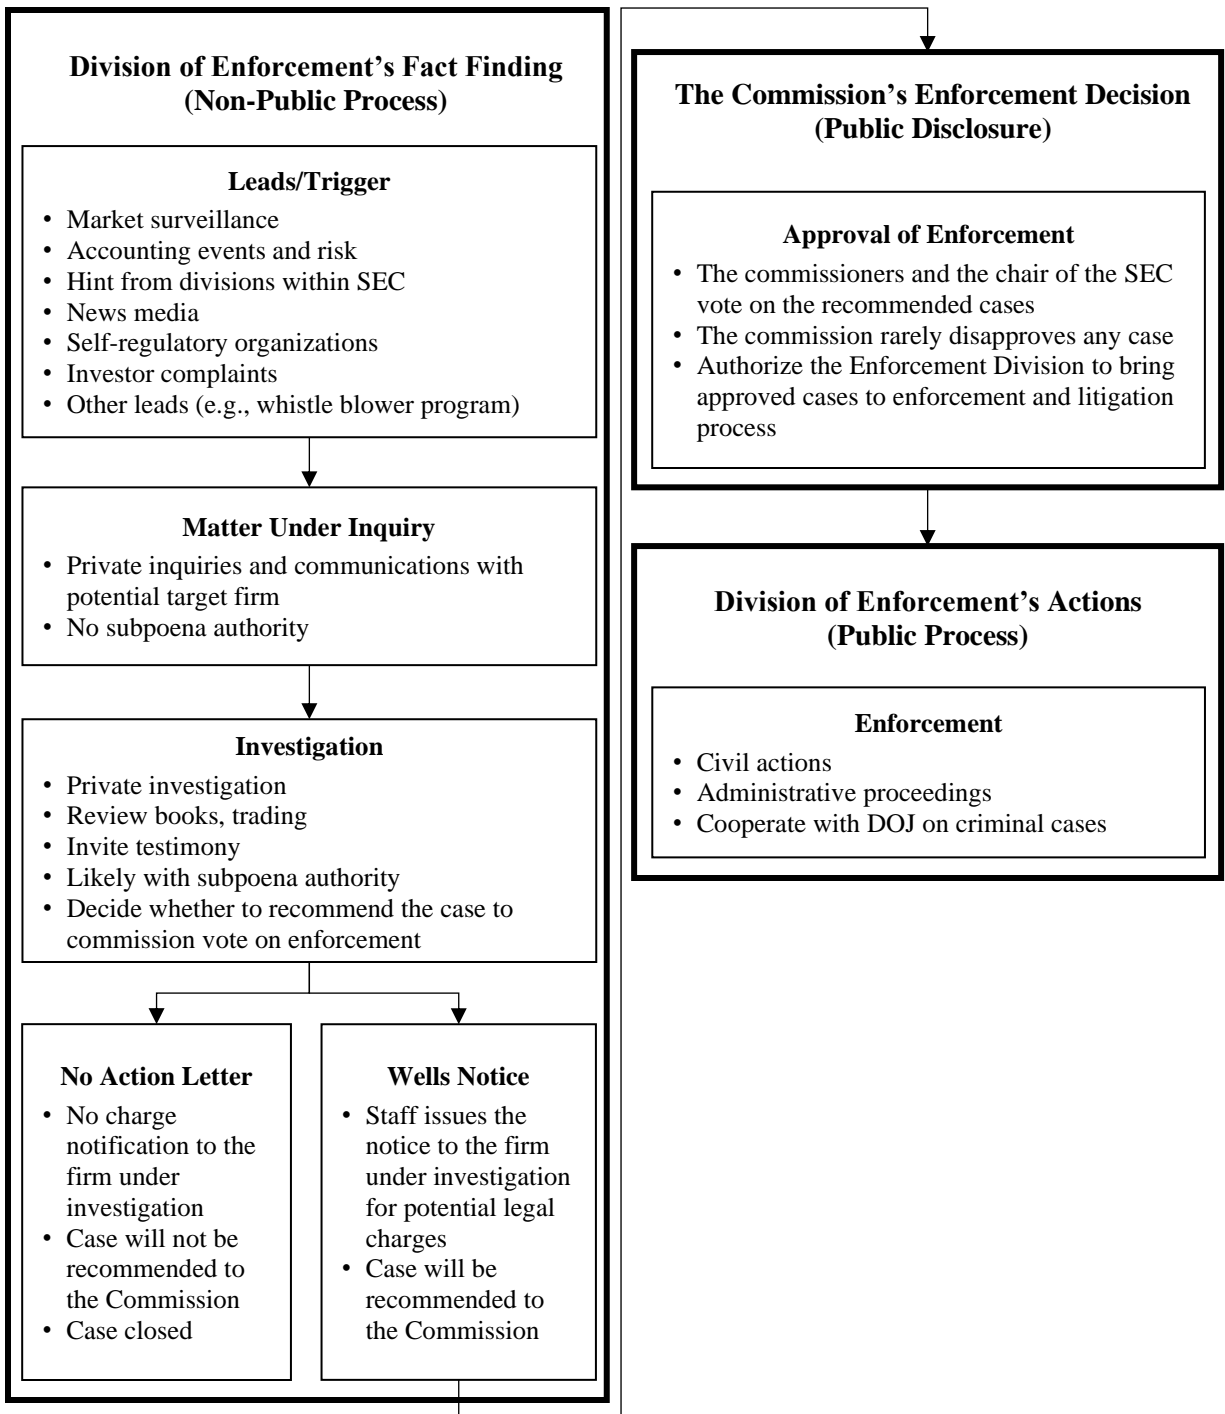 Division of Enforcement’s Fact Finding
(Non-Public Process)
Leads/Trigger
• Market surveillance
• Accounting events and risk
• Hint from divisions within SEC
• News media
• Self-regulatory organizations
• Investor complaints
• Other leads (e.g., whistle blower program)
Matter Under Inquiry
• Private inquiries and communications with
potential target firm
• No subpoena authority
Investigation
• Private investigation
• Review books, trading
• Invite testimony
• Likely with subpoena authority
• Decide whether to recommend the case to
commission vote on enforcement
No Action Letter
• No charge
notification to the
firm under
investigation
• Case will not be
recommended to
the Commission
• Case closed
Wells Notice
• Staff issues the
notice to the firm
under investigation
for potential legal
charges
• Case will be
recommended to
the Commission
The Commission’s Enforcement Decision
(Public Disclosure)
Approval of Enforcement
• The commissioners and the chair of the SEC
vote on the recommended cases
• The commission rarely disapproves any case
• Authorize the Enforcement Division to bring
approved cases to enforcement and litigation
process
Division of Enforcement’s Actions
(Public Process)
Enforcement
• Civil actions
• Administrative proceedings
• Cooperate with DOJ on criminal cases